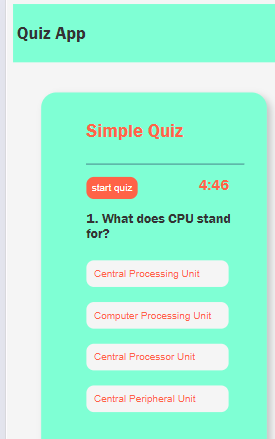 Quiz App
Simple Quiz
start quiz
4:46
1. What does CPU stand
for?
Central Processing Unit
Computer Processing Unit
Central Processor Unit
Central Peripheral Unit